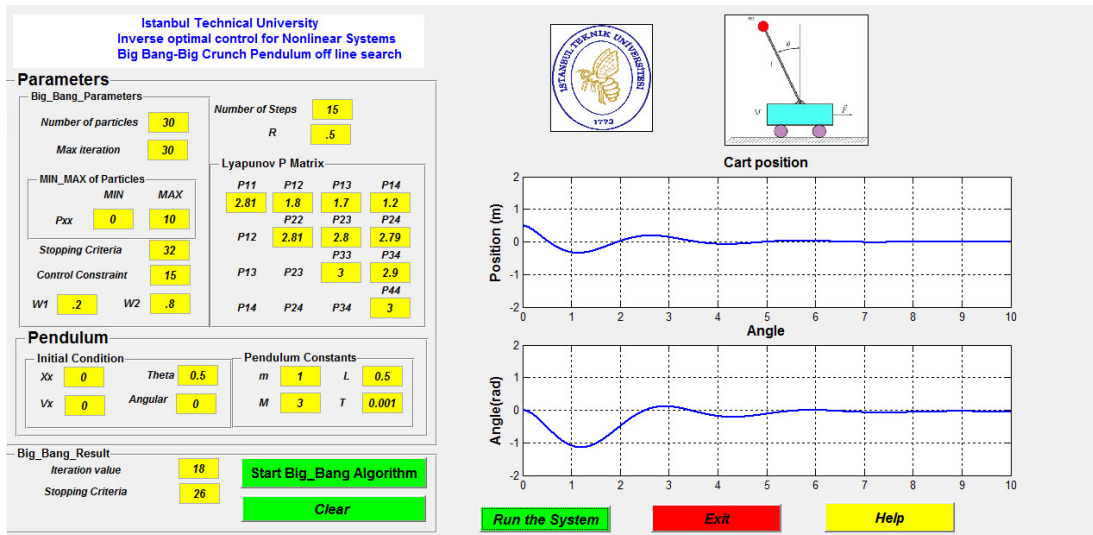 Istanbul Technical University
Inverse optimal control for Nonlinear Systems
Big Bang-Big Crunch Pendulum off line search
Parameters
Big_Bang_Parameters
Number of particles 30
Max iteration 30
MIN_MAX of Particles
MIN MAX
Pxx 0 10
Stopping Criteria 32
Control Constraint 15
W1 .2 W2 .8
Number of Steps 15
R .5
Lyapunov P Matrix
P11 P12 P13 P14
2.81 1.8 1.7 1.2
P22 P23 P24
P12 2.81 2.8 2.79
P33 P34
P13 P23 3 2.9
P44
P14 P24 P34 3
Pendulum
Initial Condition
Xx 0 Theta 0.5
Vx 0 Angular 0
Pendulum Constants
m 1 L 0.5
M 3 T 0.001
Big_Bang_Result
Iteration value 18
Stopping Criteria 26
Start Big_Bang Algorithm
Clear
İSTANBUL TEKNİK ÜNİVERSİTESİ
1773
m
θ
l
M
F
Cart position
Position (m)
2
1
0
-1
-2
0 1 2 3 4 5 6 7 8 9 10
Angle
Angle(rad)
2
1
0
-1
-2
0 1 2 3 4 5 6 7 8 9 10
Run the System
Exit
Help